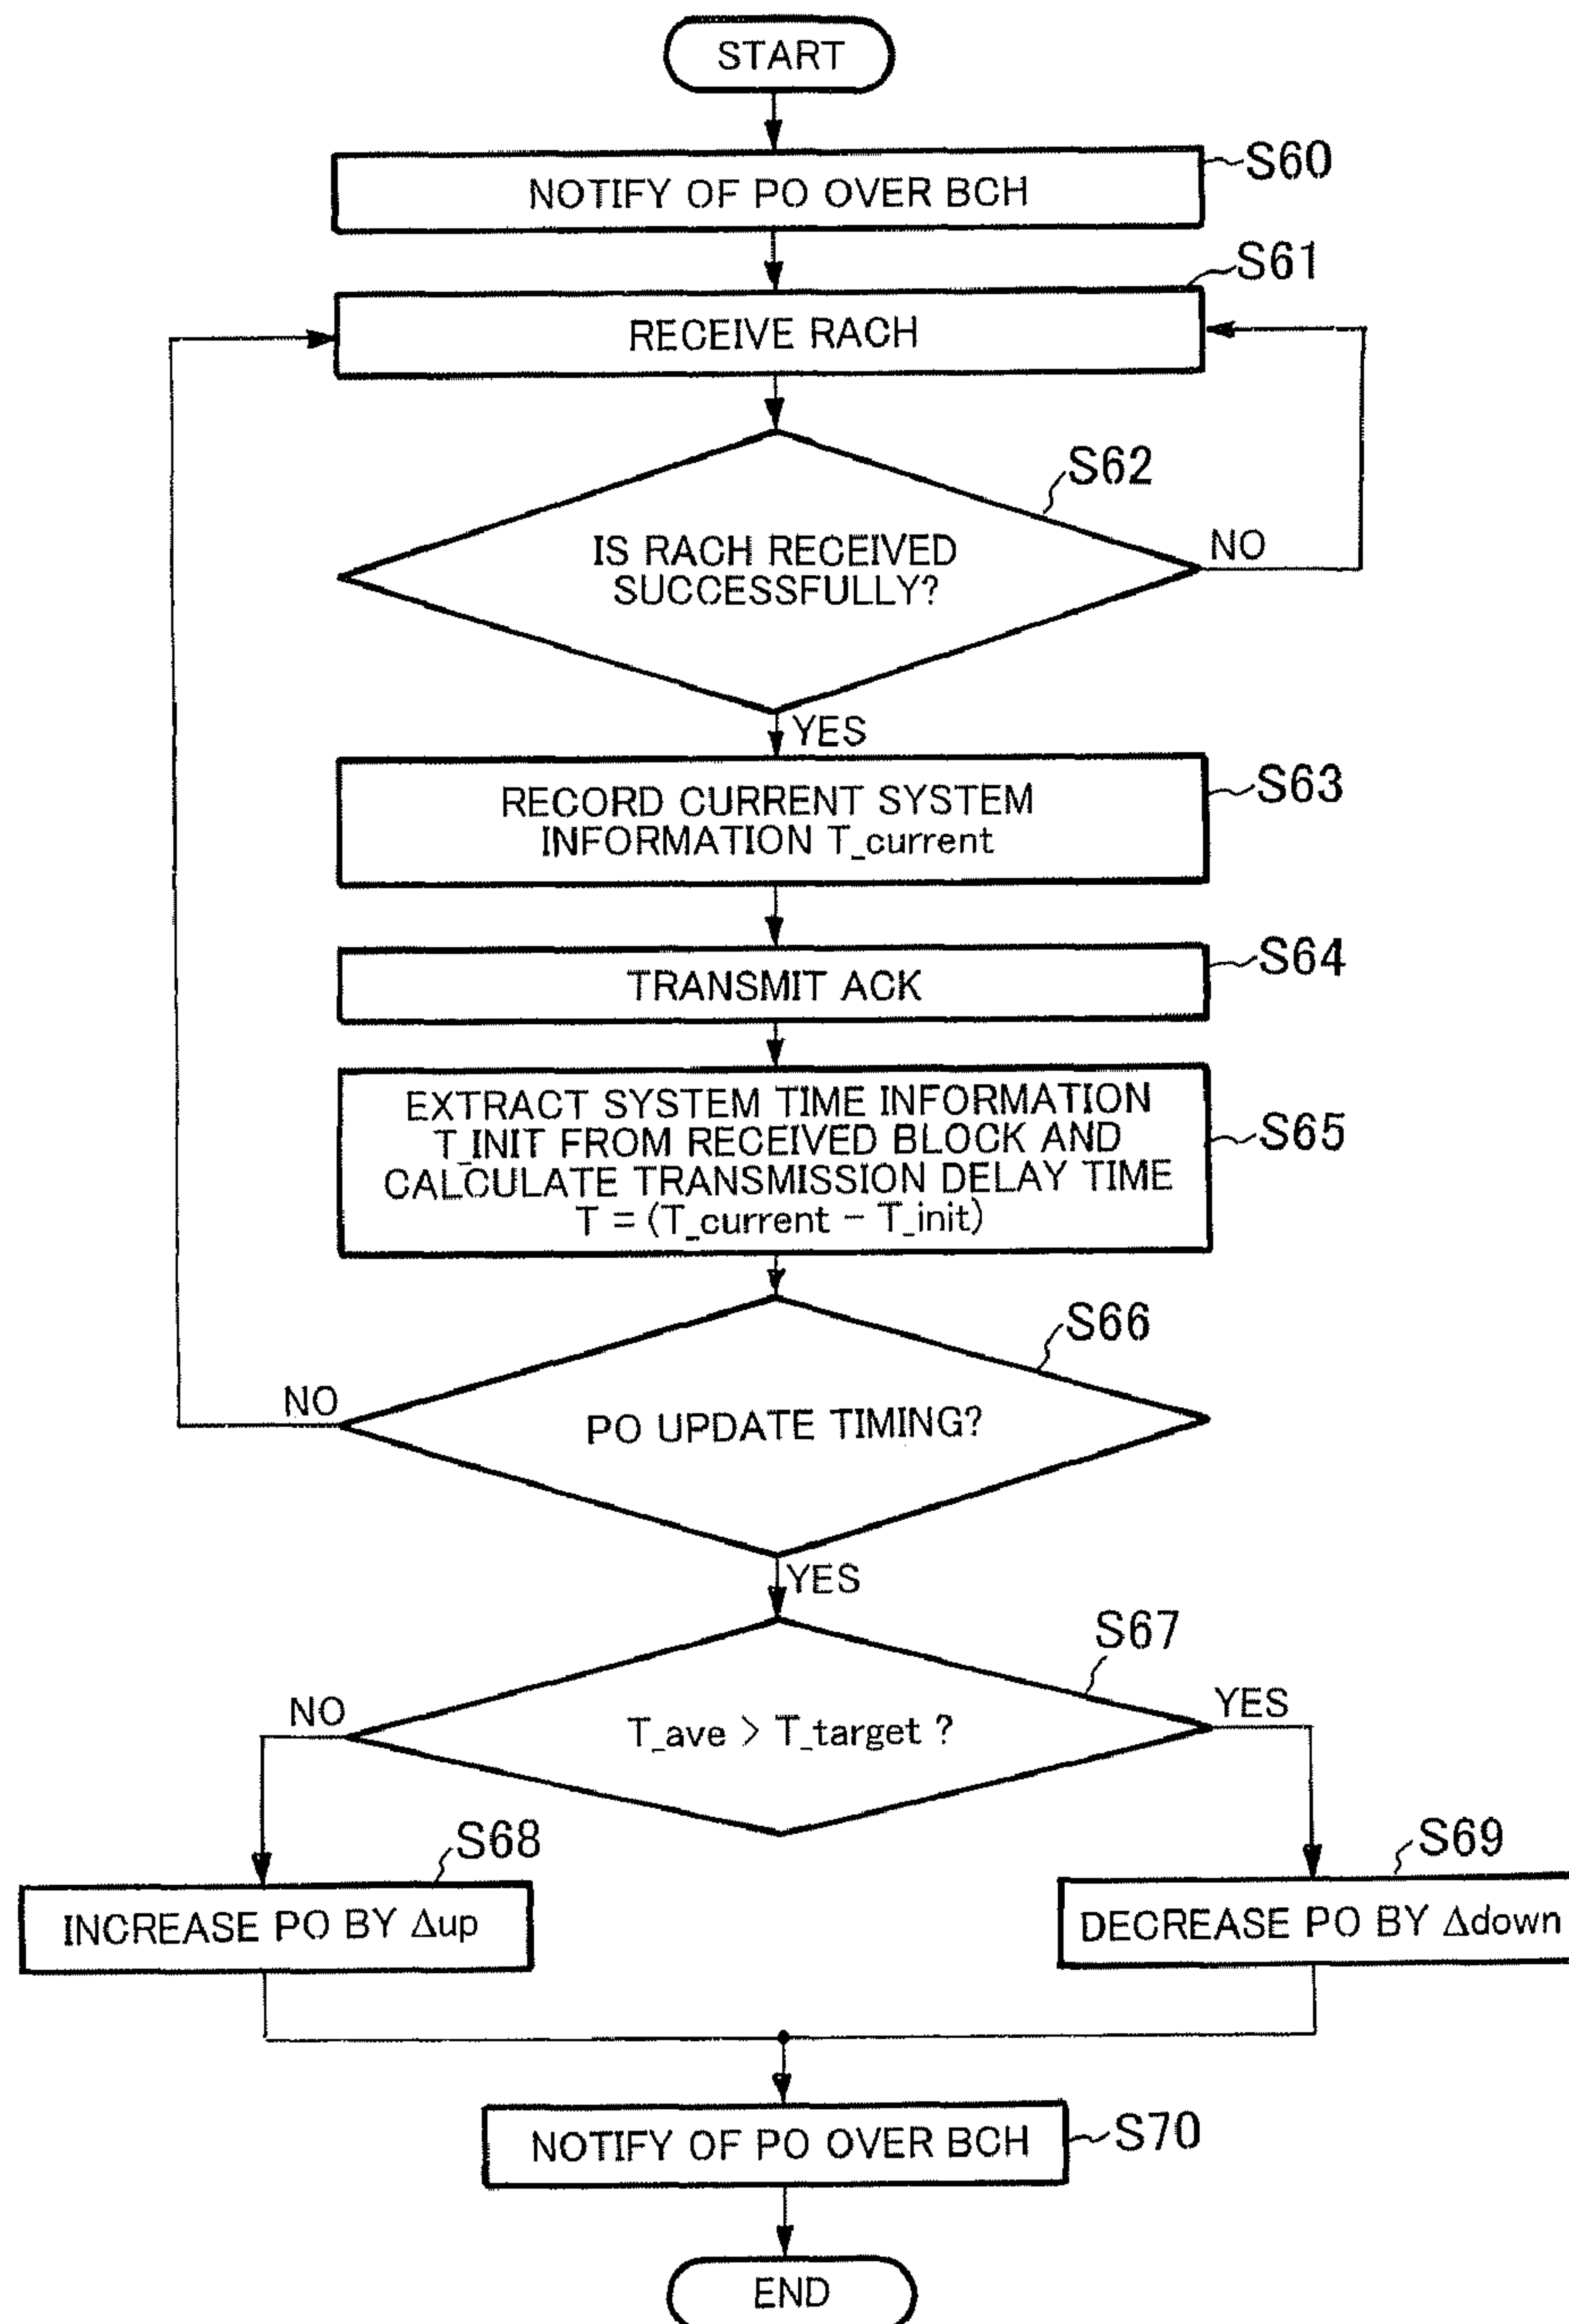 START
NOTIFY OF PO OVER BCH
S60
RECEIVE RACH
S61
IS RACH RECEIVED
SUCCESSFULLY?
S62
NO
YES
RECORD CURRENT SYSTEM
INFORMATION T_current
S63
TRANSMIT ACK
S64
EXTRACT SYSTEM TIME INFORMATION
T_INIT FROM RECEIVED BLOCK AND
CALCULATE TRANSMISSION DELAY TIME
T = (T_current - T_init)
S65
PO UPDATE TIMING?
S66
NO
YES
T_ave > T_target ?
S67
NO
YES
INCREASE PO BY Δup
S68
DECREASE PO BY Δdown
S69
NOTIFY OF PO OVER BCH
S70
END